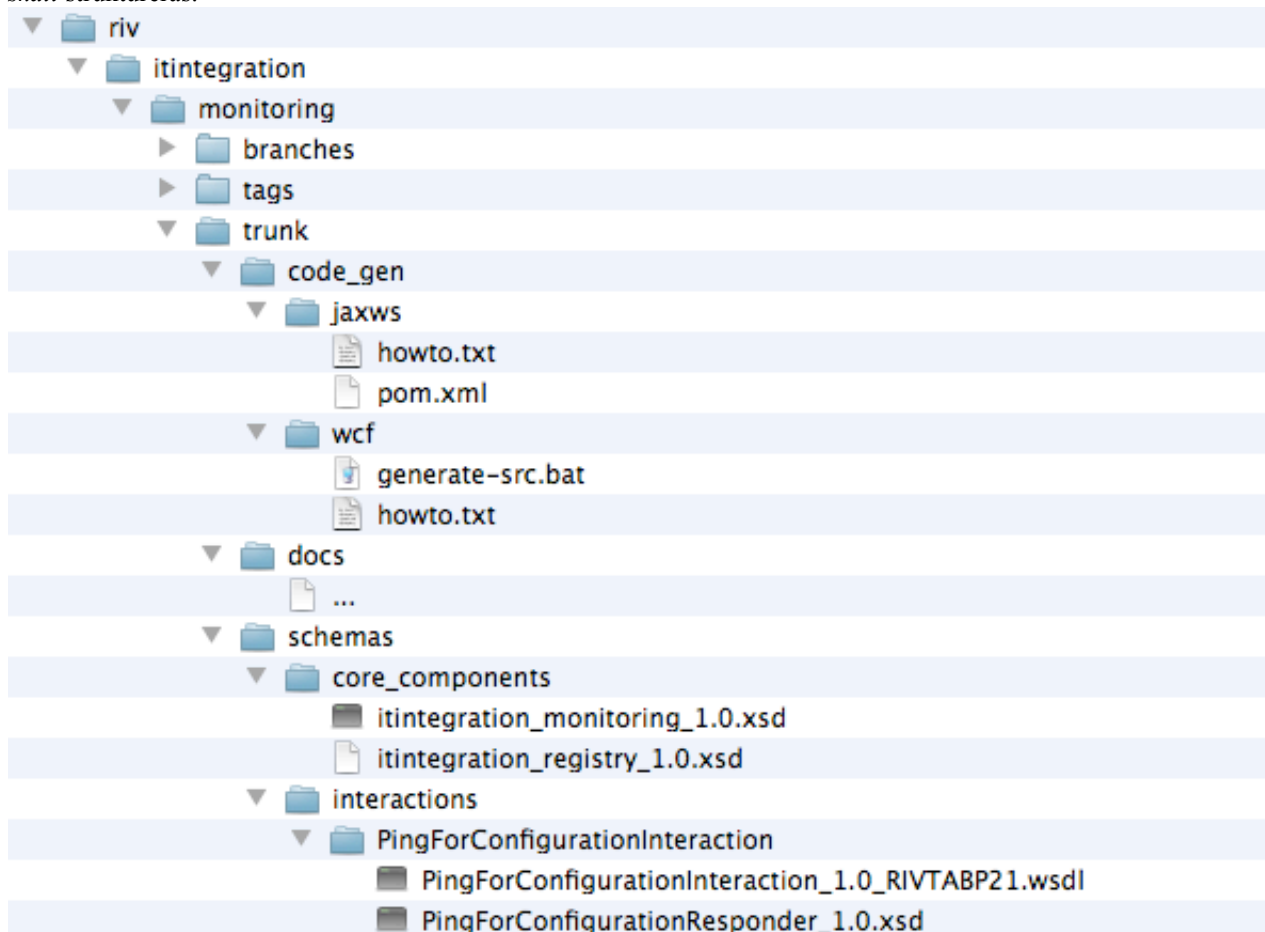 riv
itintegration
monitoring
branches
tags
trunk
code_gen
jaxws
howto.txt
pom.xml
wcf
generate-src.bat
howto.txt
docs
...
schemas
core_components
itintegration_monitoring_1.0.xsd
itintegration_registry_1.0.xsd
interactions
PingForConfigurationInteraction
PingForConfigurationInteraction_1.0_RIVTABP21.wsdl
PingForConfigurationResponder_1.0.xsd